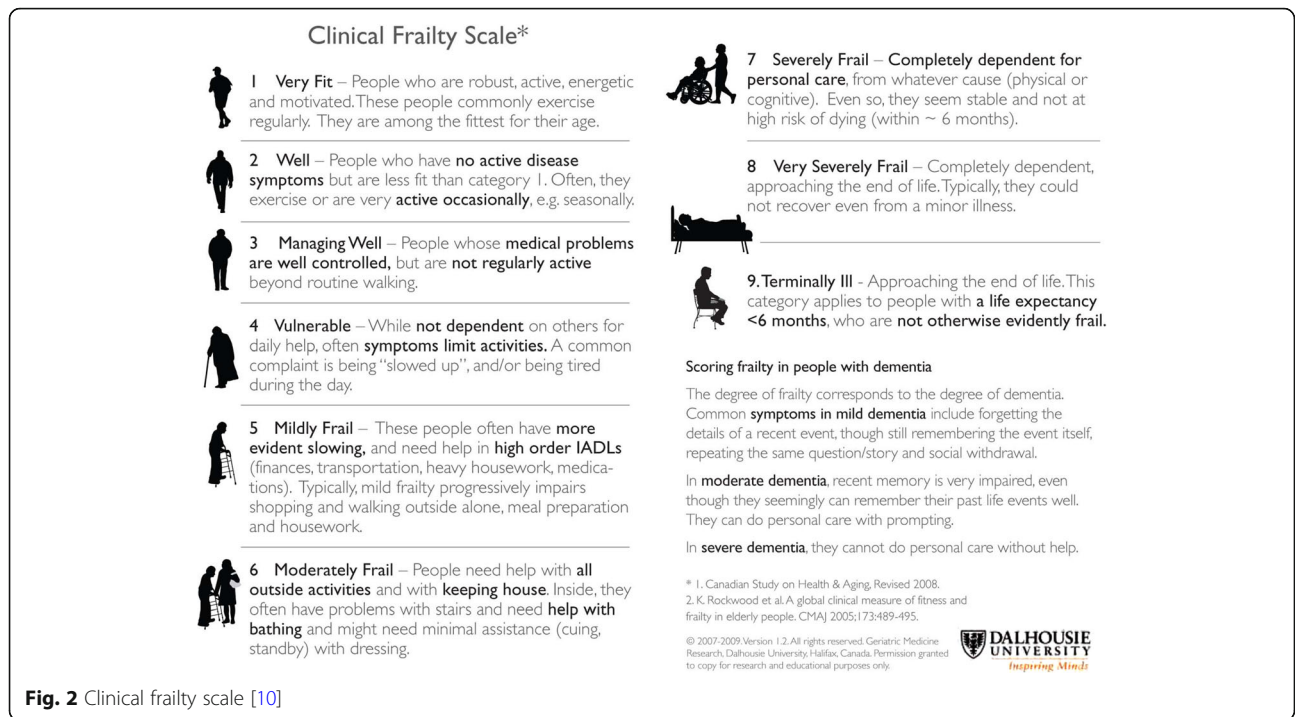 Clinical Frailty Scale*
1 Very Fit – People who are robust, active, energetic
and motivated. These people commonly exercise
regularly. They are among the fittest for their age.
2 Well – People who have no active disease
symptoms but are less fit than category 1. Often, they
exercise or are very active occasionally, e.g. seasonally.
3 Managing Well – People whose medical problems
are well controlled, but are not regularly active
beyond routine walking.
4 Vulnerable – While not dependent on others for
daily help, often symptoms limit activities. A common
complaint is being “slowed up”, and/or being tired
during the day.
5 Mildly Frail – These people often have more
evident slowing, and need help in high order IADLs
(finances, transportation, heavy housework, medica-
tions). Typically, mild frailty progressively impairs
shopping and walking outside alone, meal preparation
and housework.
6 Moderately Frail – People need help with all
outside activities and with keeping house. Inside, they
often have problems with stairs and need help with
bathing and might need minimal assistance (cuing,
standby) with dressing.
7 Severely Frail – Completely dependent for
personal care, from whatever cause (physical or
cognitive). Even so, they seem stable and not at
high risk of dying (within ~ 6 months).
8 Very Severely Frail – Completely dependent,
approaching the end of life. Typically, they could
not recover even from a minor illness.
9. Terminally Ill - Approaching the end of life. This
category applies to people with a life expectancy
<6 months, who are not otherwise evidently frail.
Scoring frailty in people with dementia
The degree of frailty corresponds to the degree of dementia.
Common symptoms in mild dementia include forgetting the
details of a recent event, though still remembering the event itself,
repeating the same question/story and social withdrawal.
In moderate dementia, recent memory is very impaired, even
though they seemingly can remember their past life events well.
They can do personal care with prompting.
In severe dementia, they cannot do personal care without help.
* 1. Canadian Study on Health & Aging, Revised 2008.
2. K. Rockwood et al. A global clinical measure of fitness and
frailty in elderly people. CMAJ 2005;173:489-495.
© 2007-2009. Version 1.2. All rights reserved. Geriatric Medicine
Research, Dalhousie University, Halifax, Canada. Permission granted
to copy for research and educational purposes only.
DALHOUSIE
UNIVERSITY
Inspiring Minds
Fig. 2 Clinical frailty scale [10]